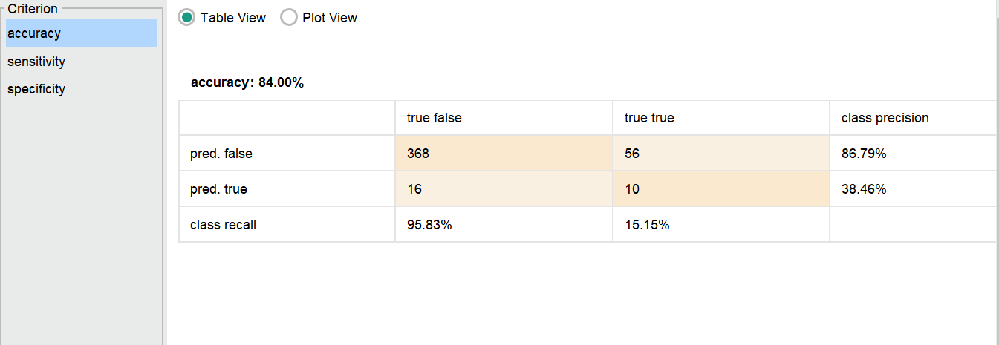 Criterion
accuracy
sensitivity
specificity
Table View Plot View
accuracy: 84.00%
true false true true class precision
pred. false 368 56 86.79%
pred. true 16 10 38.46%
class recall 95.83% 15.15%